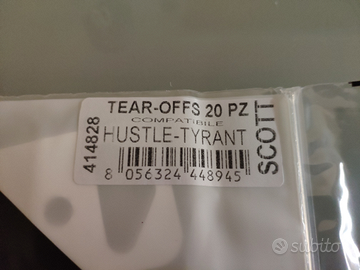 TEAR-OFFS 20 PZ
COMPATIBILE
HUSTLE-TYRANT
414828
SCOTT
8 056324 448945
subito